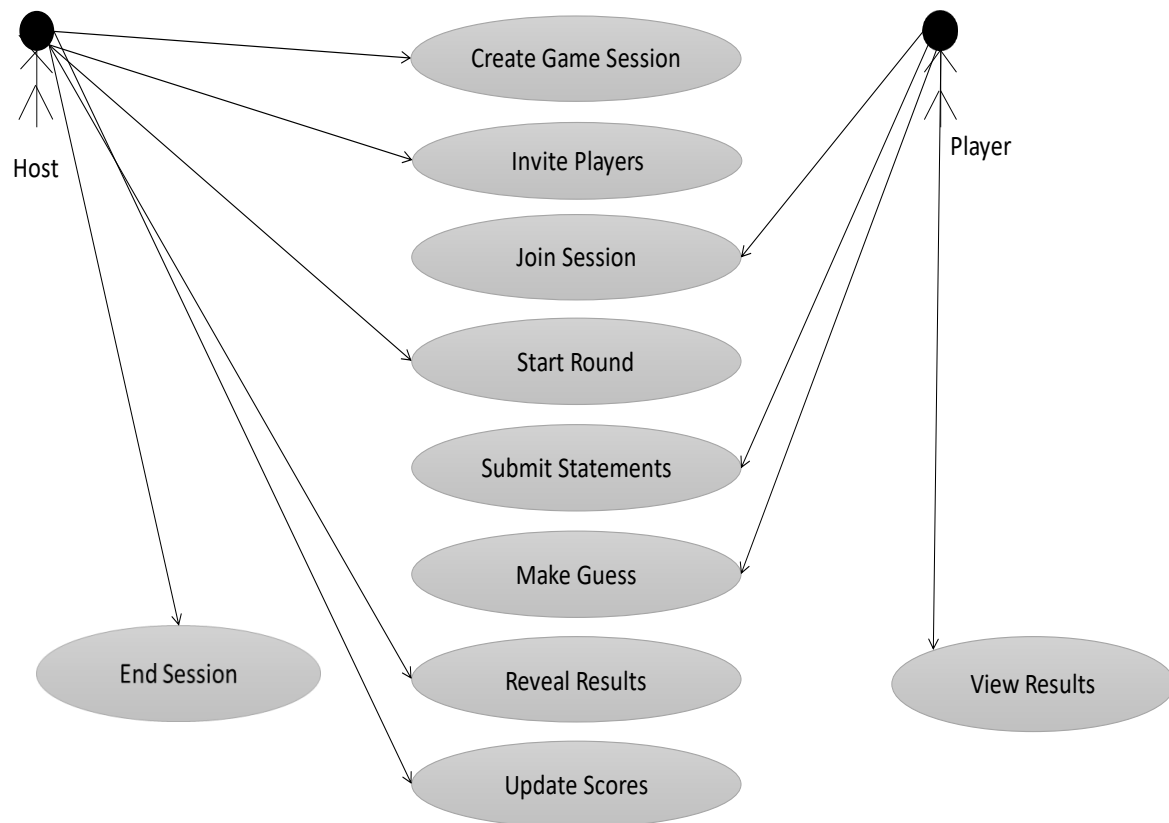 Create Game Session
Invite Players
Host
Player
Join Session
Start Round
Submit Statements
Make Guess
End Session
Reveal Results
View Results
Update Scores